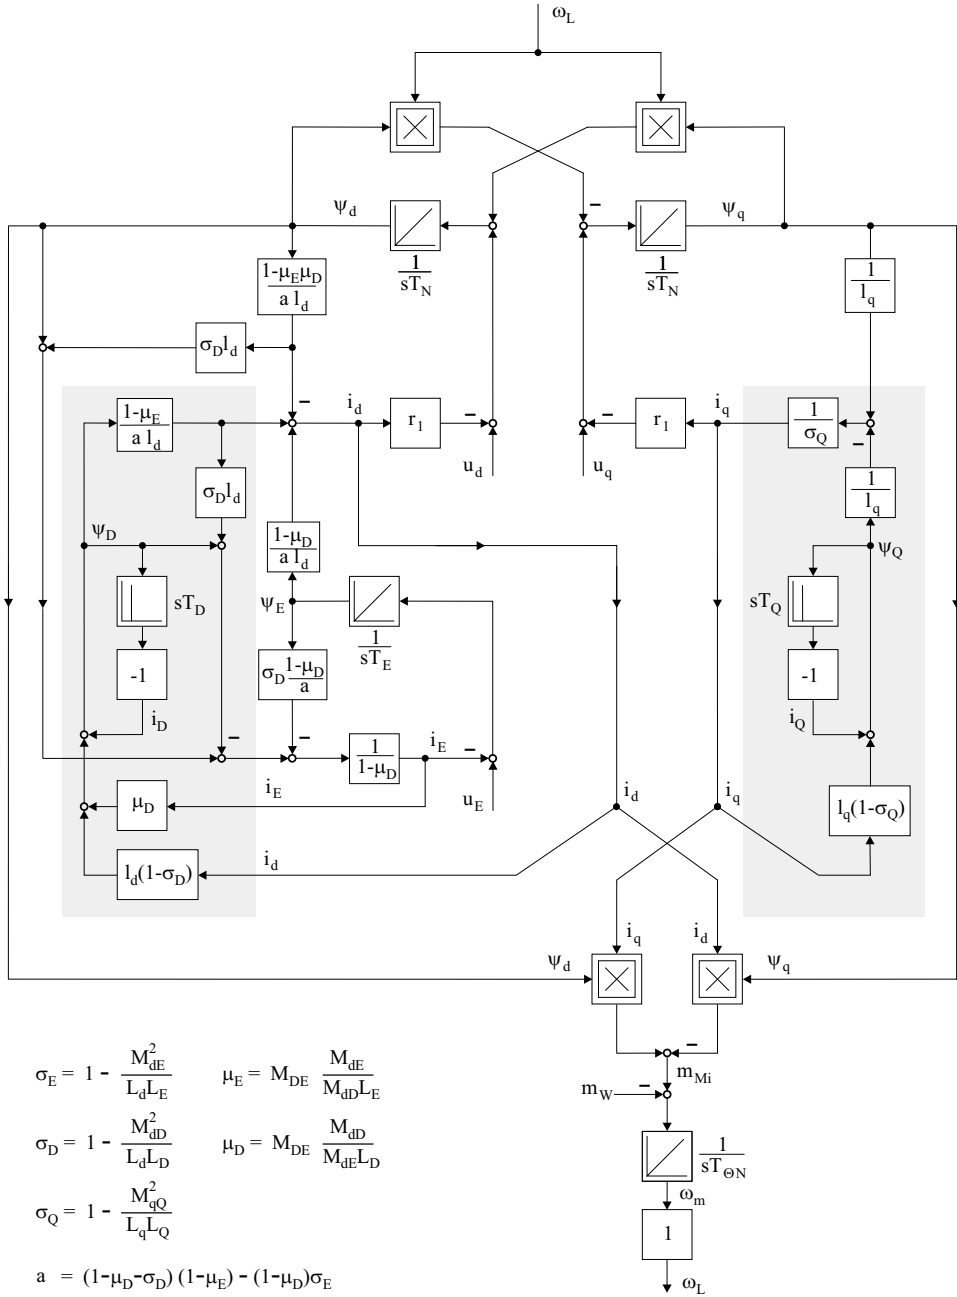 ω_L
ψ_d
ψ_q
1/(sT_N)
1/(sT_N)
1/l_q
(1-μ_E μ_D)/(a l_d)
σ_D l_d
(1-μ_E)/(a l_d)
i_d
r_1
r_1
i_q
1/σ_Q
u_d
u_q
σ_D l_d
1/l_q
ψ_D
(1-μ_D)/(a l_d)
ψ_Q
sT_D
ψ_E
1/(sT_E)
sT_Q
-1
σ_D (1-μ_D)/a
-1
i_D
i_Q
1/(1-μ_D)
i_E
μ_D
i_E
u_E
i_d
i_q
l_q(1-σ_Q)
l_d(1-σ_D)
i_d
i_q
i_d
ψ_d
ψ_q
σ_E = 1 - M_dE^2/(L_d L_E) μ_E = M_DE M_dE/(M_dD L_E)
m_Mi
m_W
σ_D = 1 - M_dD^2/(L_d L_D) μ_D = M_DE M_dD/(M_dE L_D)
1/(sT_ΘN)
ω_m
σ_Q = 1 - M_qQ^2/(L_q L_Q)
1
a = (1-μ_D-σ_D) (1-μ_E) - (1-μ_D)σ_E
ω_L